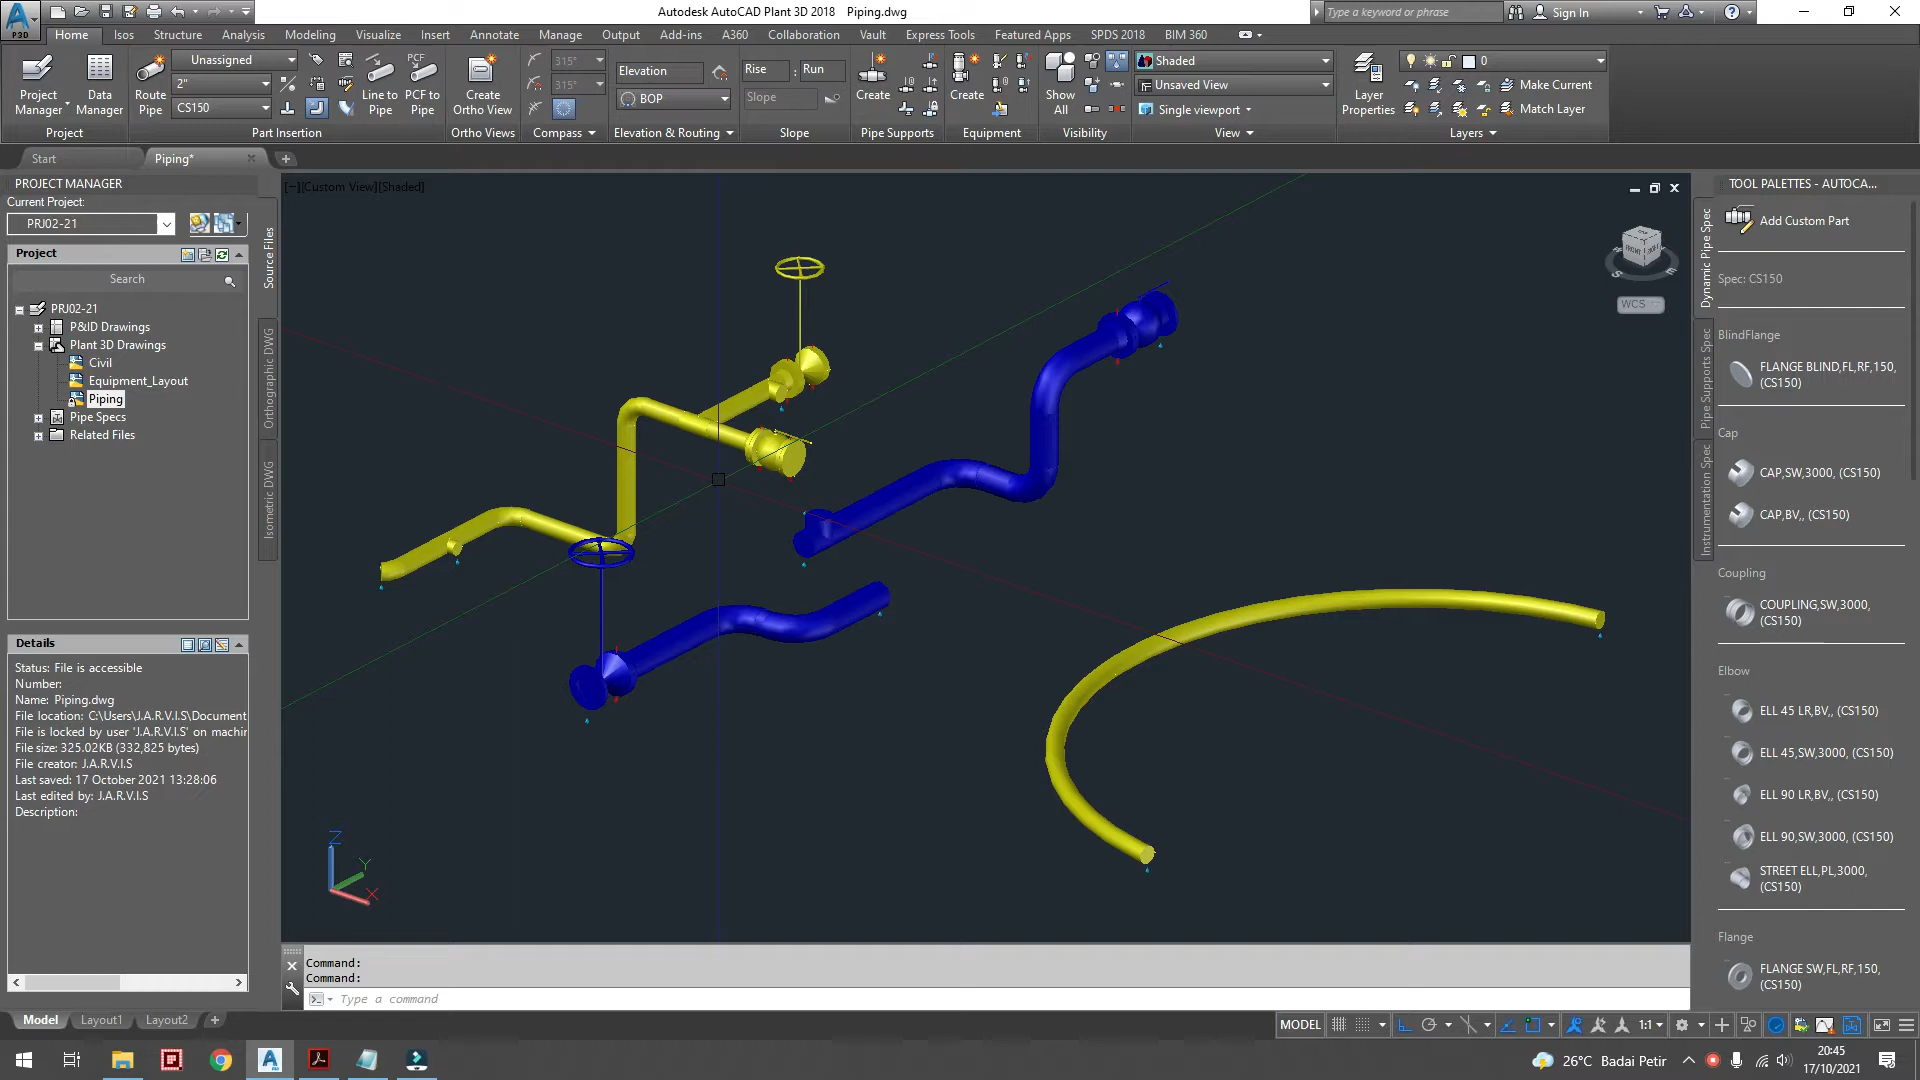 Autodesk AutoCAD Plant 3D 2018 Piping.dwg
Type a keyword or phrase
Sign In
P3D
Home Isos Structure Analysis Modeling Visualize Insert Annotate Manage Output Add-ins A360 Collaboration Vault Express Tools Featured Apps SPDS 2018 BIM 360
Project Manager
Data Manager
Project
Route Pipe
Unassigned
2"
CS150
Line to Pipe
PCF
PCF to Pipe
Part Insertion
Create Ortho View
Ortho Views
315°
315°
Compass
Elevation
BOP
Elevation & Routing
Rise : Run
Slope
Slope
Create
Pipe Supports
Create
Equipment
Show All
Visibility
Shaded
Unsaved View
Single viewport
View
Layer Properties
0
Make Current
Match Layer
Layers
Start
Piping*
PROJECT MANAGER
Current Project:
PRJ02-21
Project
Search
PRJ02-21
P&ID Drawings
Plant 3D Drawings
Civil
Equipment_Layout
Piping
Pipe Specs
Related Files
Source Files
Orthographic DWG
Isometric DWG
Details
Status: File is accessible
Number:
Name: Piping.dwg
File location: C:\Users\J.A.R.V.I.S\Document
File is locked by user 'J.A.R.V.I.S' on machin
File size: 325.02KB (332,825 bytes)
File creator: J.A.R.V.I.S
Last saved: 17 October 2021 13:28:06
Last edited by: J.A.R.V.I.S
Description:
[−][Custom View][Shaded]
FRONT
S
E
WCS
Z
Y
X
TOOL PALETTES - AUTOCA...
Dynamic Pipe Spec
Pipe Supports Spec
Instrumentation Spec
Add Custom Part
Spec: CS150
BlindFlange
FLANGE BLIND,FL,RF,150,
(CS150)
Cap
CAP,SW,3000, (CS150)
CAP,BV,, (CS150)
Coupling
COUPLING,SW,3000,
(CS150)
Elbow
ELL 45 LR,BV,, (CS150)
ELL 45,SW,3000, (CS150)
ELL 90 LR,BV,, (CS150)
ELL 90,SW,3000, (CS150)
STREET ELL,PL,3000,
(CS150)
Flange
FLANGE SW,FL,RF,150,
(CS150)
Command:
Command:
Type a command
Model Layout1 Layout2
MODEL
1:1
26°C Badai Petir
20:45
17/10/2021